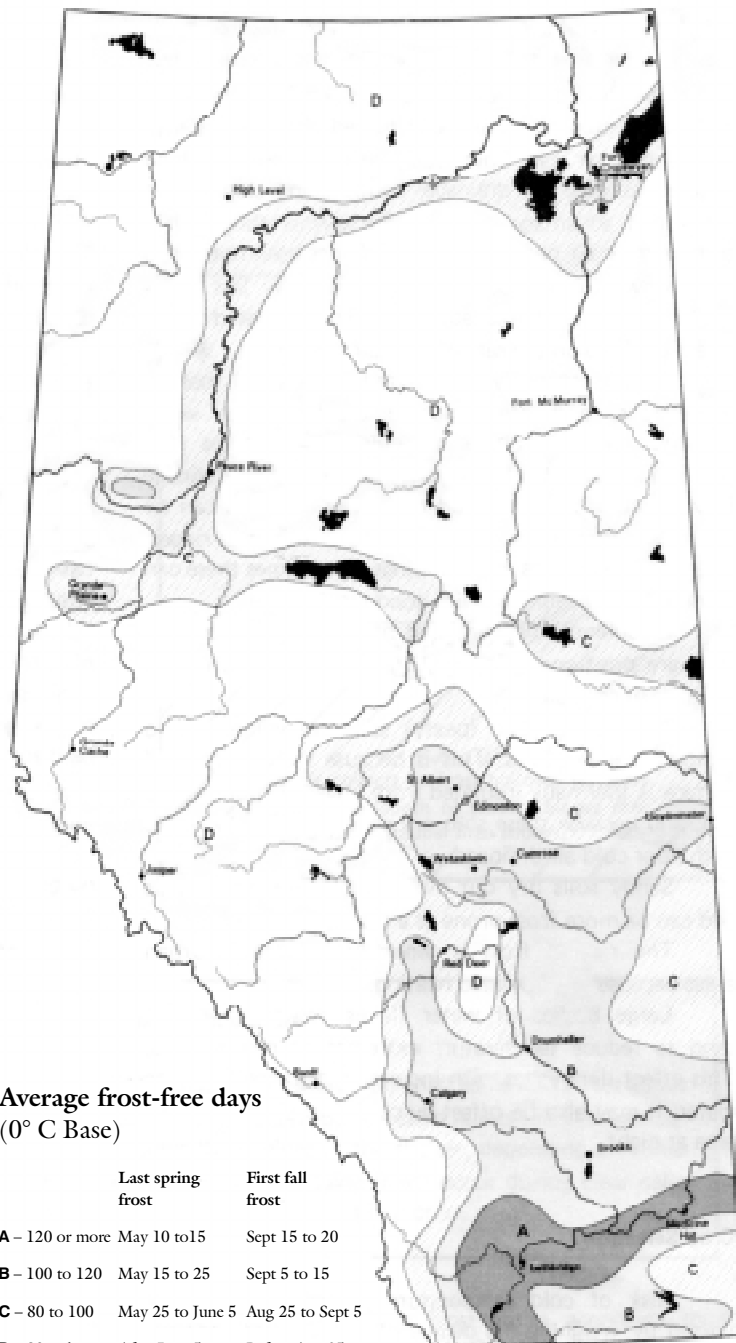 D
High Level
D
Fort McMurray
Peace River
C
Grande
C
Grande
Cache
St Albert
Edmonton
C
D
Jasper
Wetaskiwin
Camrose
Red Deer
D
C
Drumheller
B
Banff
Calgary
Brooks
A
Medicine
Hat
Lethbridge
C
B
Average frost-free days
(0° C Base)
Last spring
frost
First fall
frost
A – 120 or more May 10 to15 Sept 15 to 20
B – 100 to 120 May 15 to 25 Sept 5 to 15
C – 80 to 100 May 25 to June 5 Aug 25 to Sept 5